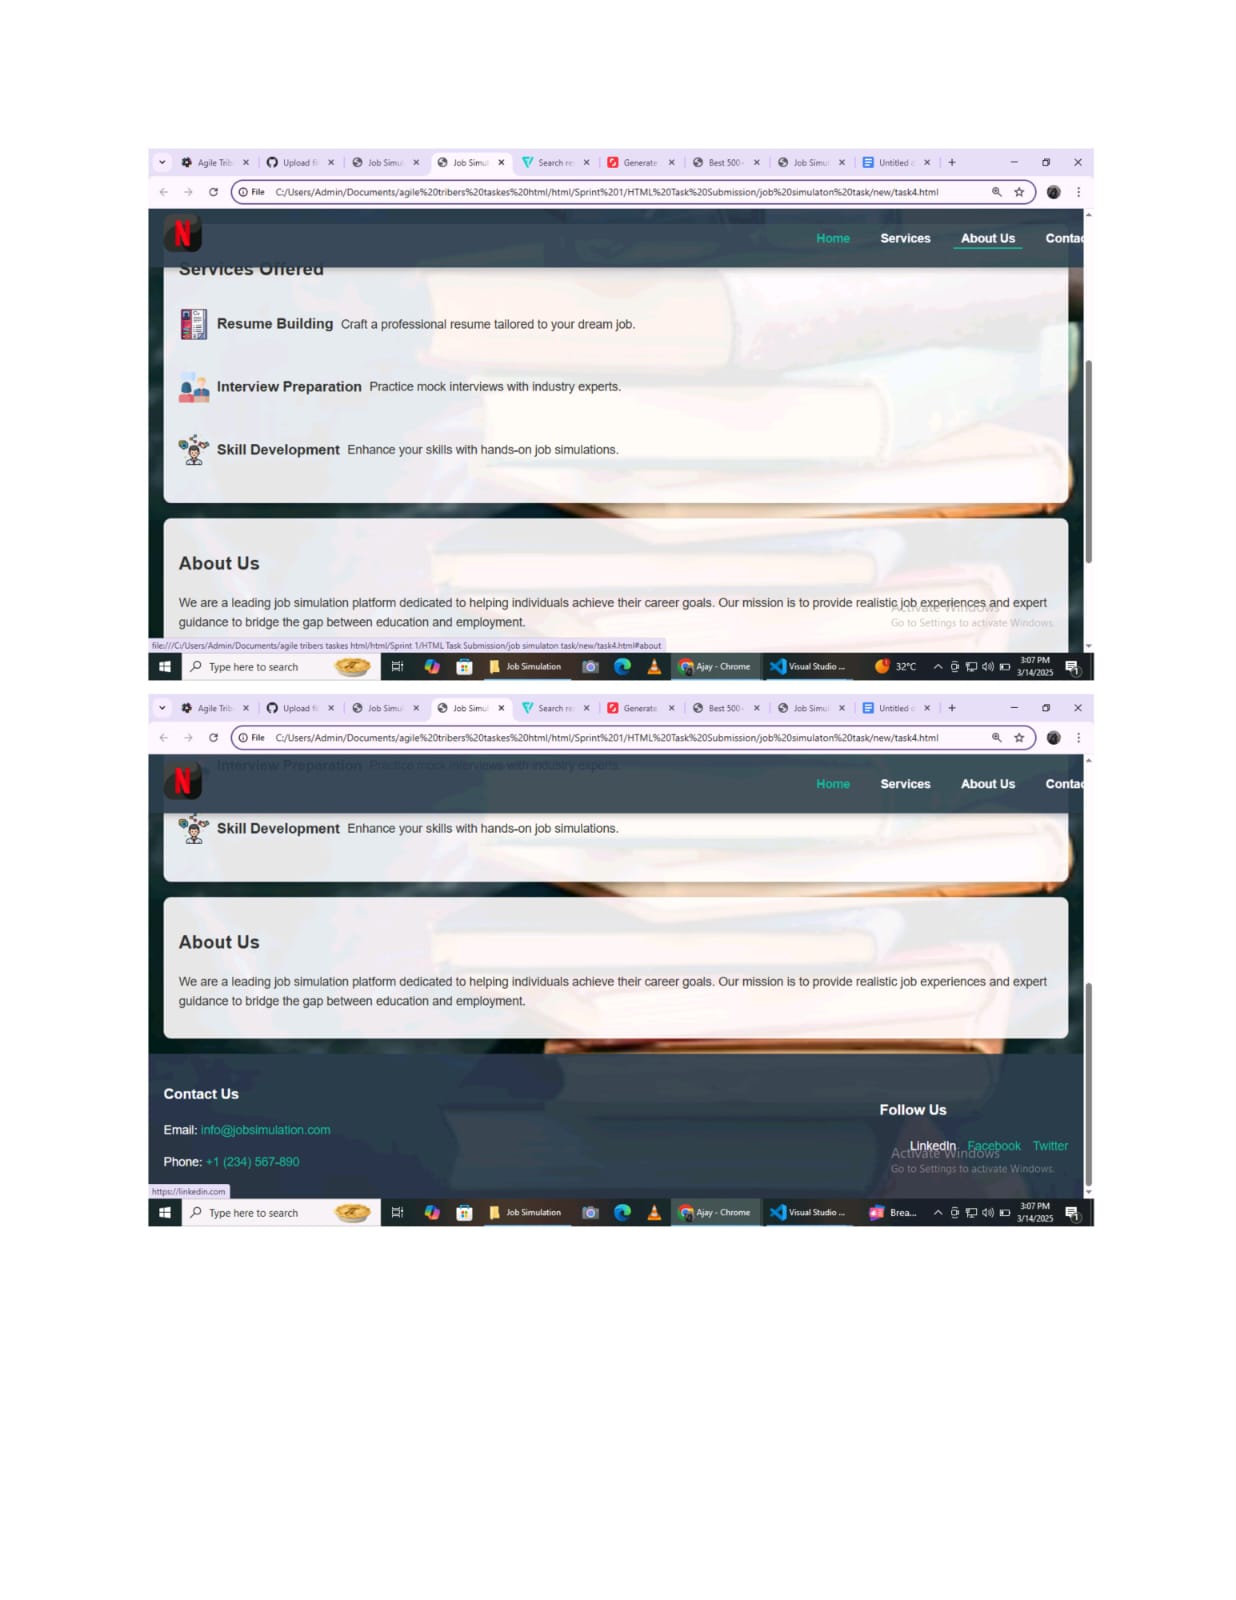 Agile Trib
Upload fi
Job Simu
Job Simu
Search re
Generate
Best 500
Job Simu
Untitled d
File C:/Users/Admin/Documents/agile%20tribers%20taskes%20html/html/Sprint%201/HTML%20Task%20Submission/job%20simulaton%20task/new/task4.html
N
Home Services About Us Contac
Services Offered
Resume Building Craft a professional resume tailored to your dream job.
Interview Preparation Practice mock interviews with industry experts.
Skill Development Enhance your skills with hands-on job simulations.
About Us
We are a leading job simulation platform dedicated to helping individuals achieve their career goals. Our mission is to provide realistic job experiences and expert
guidance to bridge the gap between education and employment.
Activate Windows
Go to Settings to activate Windows.
file:///C:/Users/Admin/Documents/agile tribers taskes html/html/Sprint 1/HTML Task Submission/job simulaton task/new/task4.html#about
Type here to search
Job Simulation
Ajay - Chrome
Visual Studio ...
32°C
3:07 PM
3/14/2025
1
Agile Trib
Upload fi
Job Simu
Job Simu
Search re
Generate
Best 500
Job Simu
Untitled d
File C:/Users/Admin/Documents/agile%20tribers%20taskes%20html/html/Sprint%201/HTML%20Task%20Submission/job%20simulaton%20task/new/task4.html
Interview Preparation Practice mock interviews with industry experts.
N
Home Services About Us Contac
Skill Development Enhance your skills with hands-on job simulations.
About Us
We are a leading job simulation platform dedicated to helping individuals achieve their career goals. Our mission is to provide realistic job experiences and expert
guidance to bridge the gap between education and employment.
Contact Us
Email: info@jobsimulation.com
Phone: +1 (234) 567-890
Follow Us
LinkedIn Facebook Twitter
Activate Windows
Go to Settings to activate Windows.
https://linkedin.com
Type here to search
Job Simulation
Ajay - Chrome
Visual Studio ...
Brea...
3:07 PM
3/14/2025
1